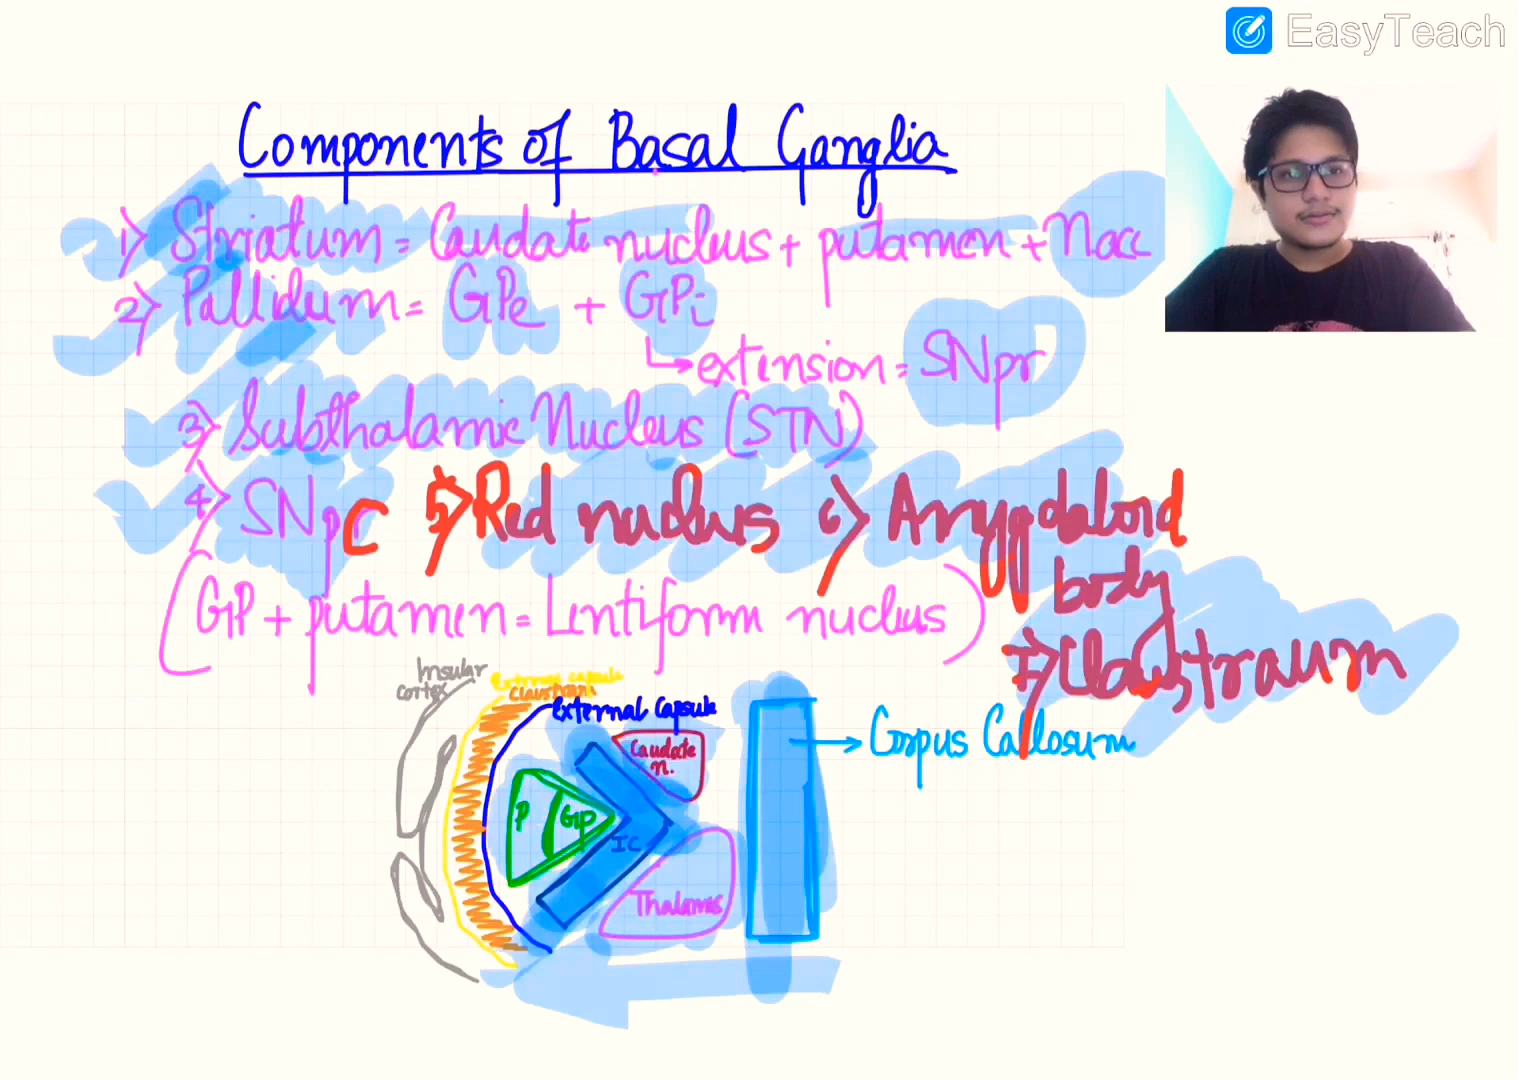 EasyTeach
Components of Basal Ganglia
1) Striatum = Caudate nucleus + putamen + Nacc
2) Pallidum = GPe + GPi
↳ extension = SNpr
3) Subthalamic Nucleus (STN)
4) SNpc 5) Red nucleus 6) Amygdaloid
body
(GP + putamen = Lentiform nucleus)
7) Claustraum
Insular
cortex
External capsule
Claustrum
External Capsule
Caudate
n.
→ Corpus Callosum
P GP
IC
Thalamus